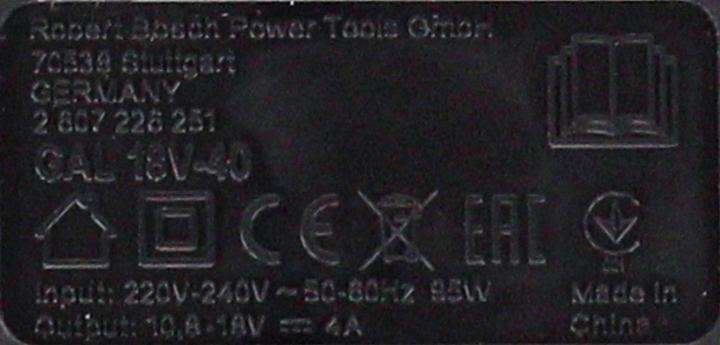 Robert Bosch Power Tools GmbH
70538 Stuttgart
GERMANY
2 607 226 251
GAL 18V-40
CE EAC
Input: 220V-240V ~ 50-60Hz 95W
Output: 10,8-18V ⎓ 4A
Made in
China